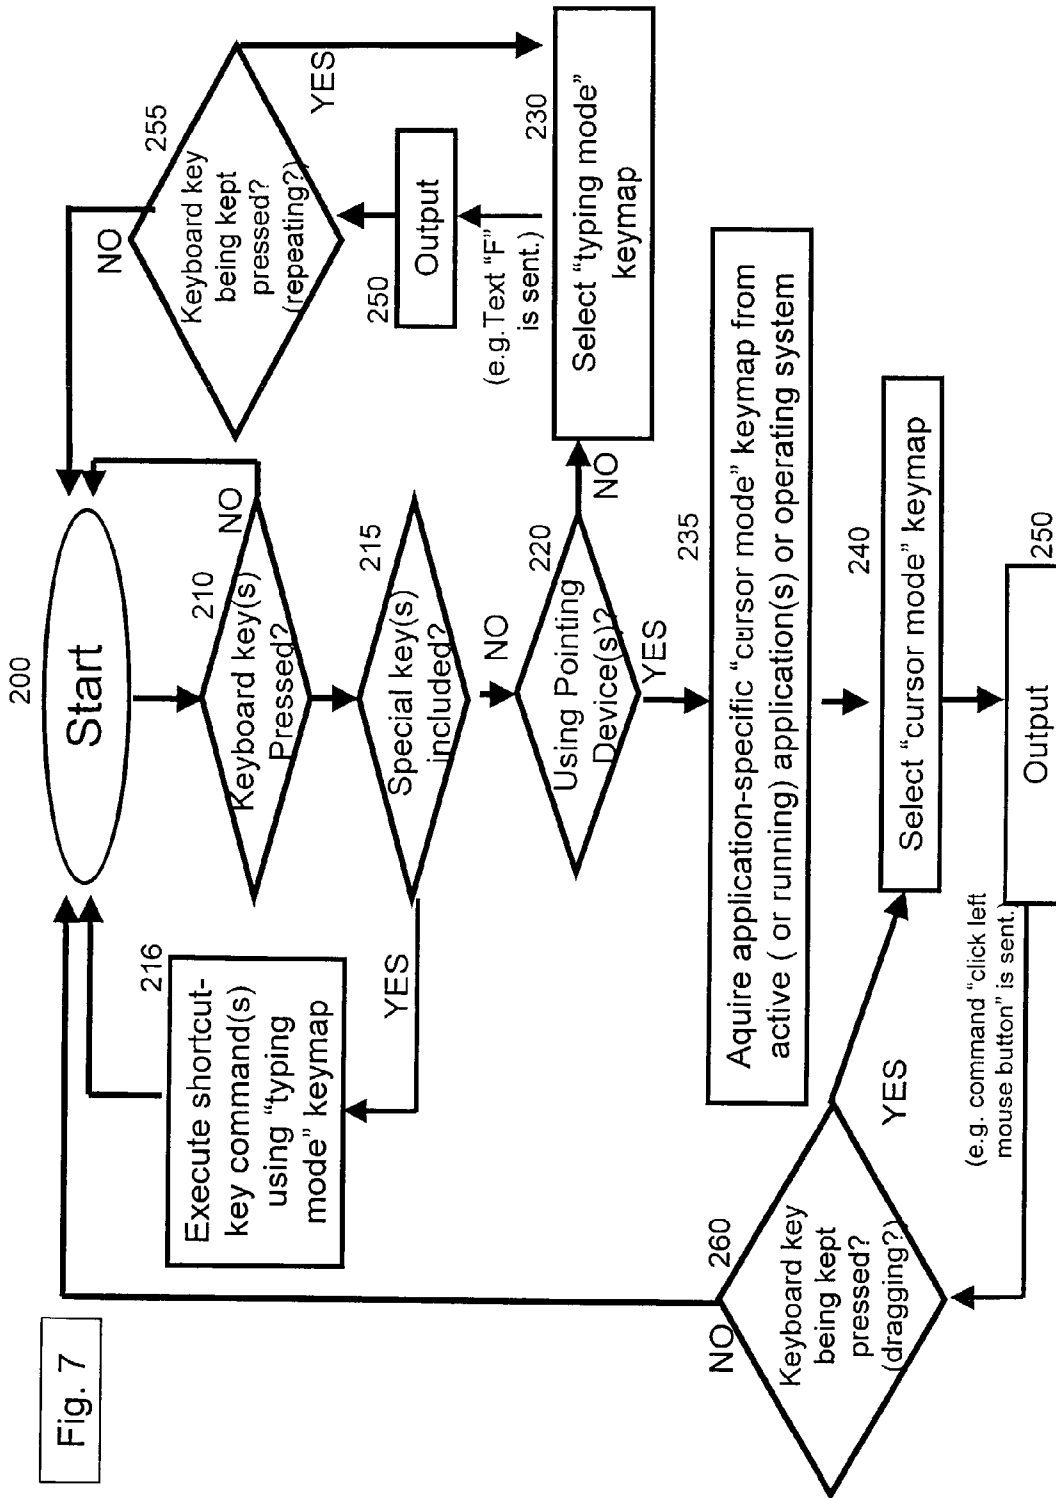 Fig. 7
200
Start
210
Keyboard key(s)
Pressed?
NO
215
Special key(s)
included?
YES
NO
216
Execute shortcut-
key command(s)
using "typing
mode" keymap
220
Using Pointing
Device(s)?
NO
YES
230
Select "typing mode"
keymap
(e.g.Text "F"
is sent.)
250
Output
255
Keyboard key
being kept
pressed?
(repeating?)
YES
NO
235
Aquire application-specific "cursor mode" keymap from
active ( or running) application(s) or operating system
240
Select "cursor mode" keymap
250
Output
(e.g. command "click left
mouse button" is sent.)
260
Keyboard key
being kept
pressed?
(dragging?)
YES
NO